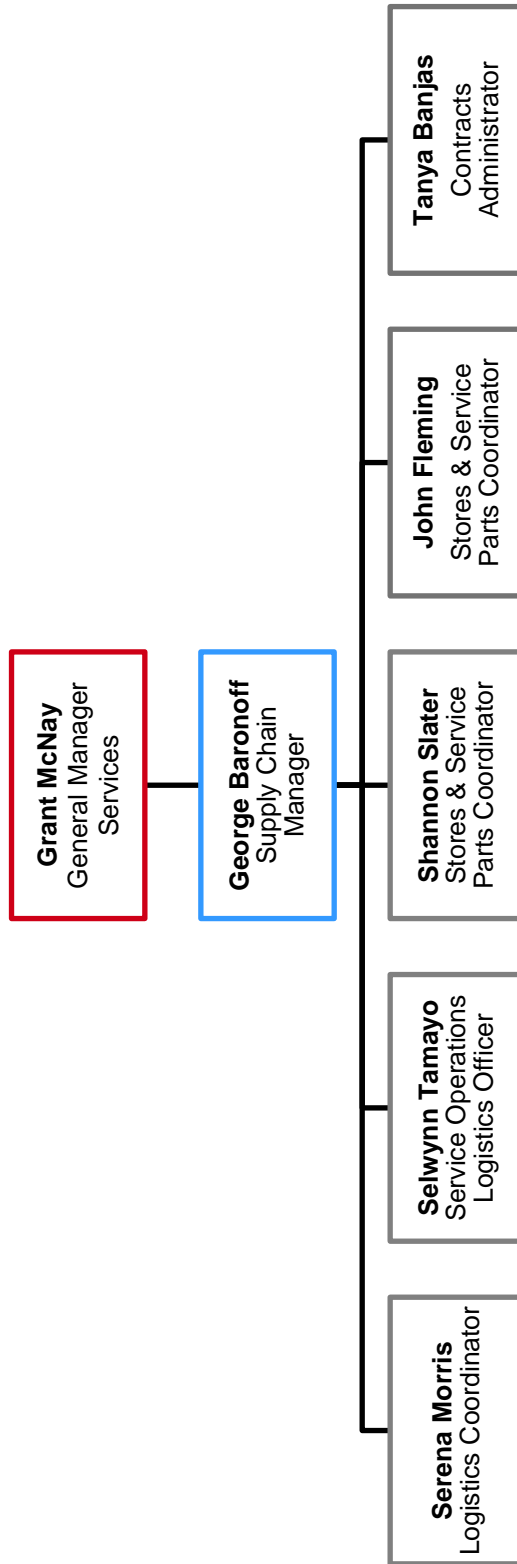 Grant McNay
General Manager
Services
George Baronoff
Supply Chain
Manager
Serena Morris
Logistics Coordinator
Selwynn Tamayo
Service Operations
Logistics Officer
Shannon Slater
Stores & Service
Parts Coordinator
John Fleming
Stores & Service
Parts Coordinator
Tanya Banjas
Contracts
Administrator